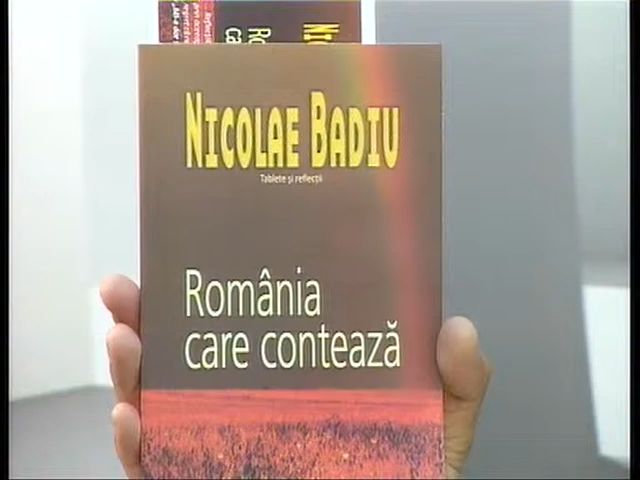 NICOLAE BADIU
Tablete și reflecții
România
care contează